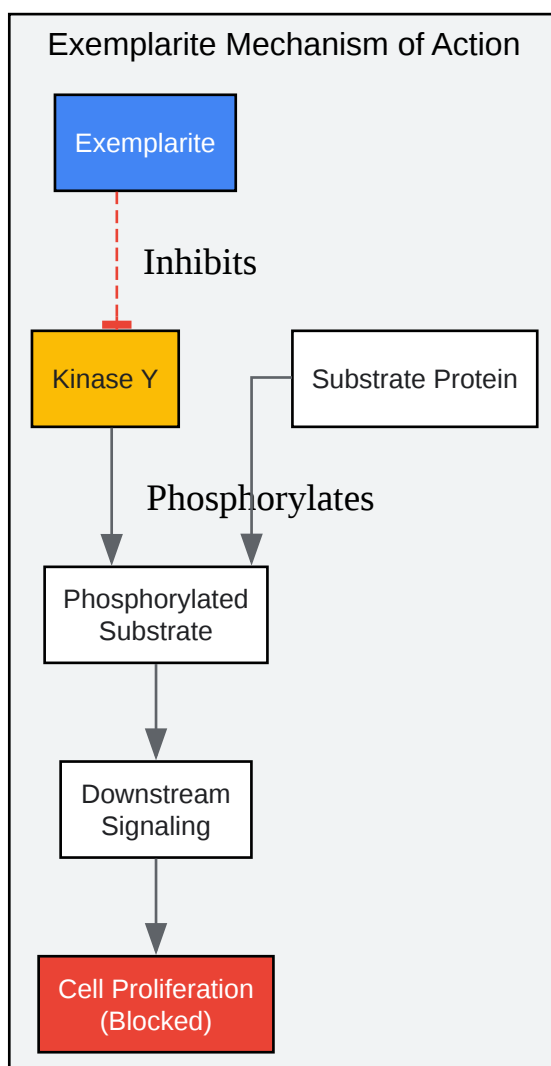 Exemplarite Mechanism of Action
Exemplarite
Inhibits
Kinase Y
Substrate Protein
Phosphorylates
Phosphorylated
Substrate
Downstream
Signaling
Cell Proliferation
(Blocked)